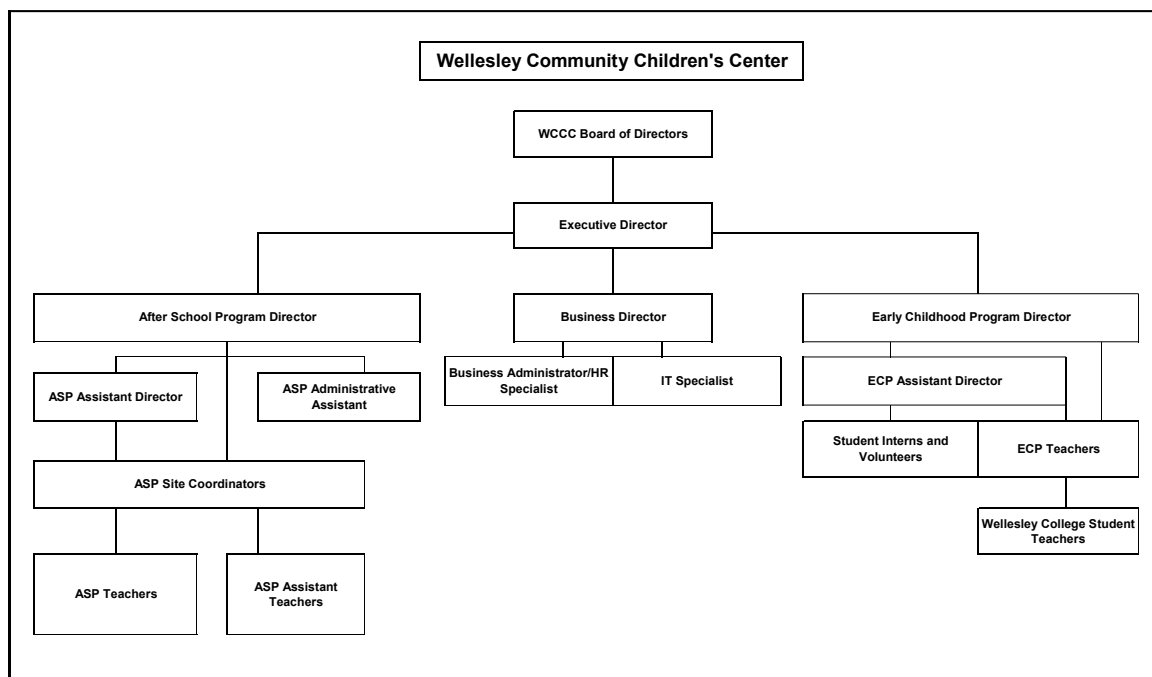 Wellesley Community Children's Center
WCCC Board of Directors
Executive Director
After School Program Director
Business Director
Early Childhood Program Director
ASP Assistant Director
ASP Administrative
Assistant
Business Administrator/HR
Specialist
IT Specialist
ECP Assistant Director
Student Interns and
Volunteers
ECP Teachers
ASP Site Coordinators
Wellesley College Student
Teachers
ASP Teachers
ASP Assistant
Teachers